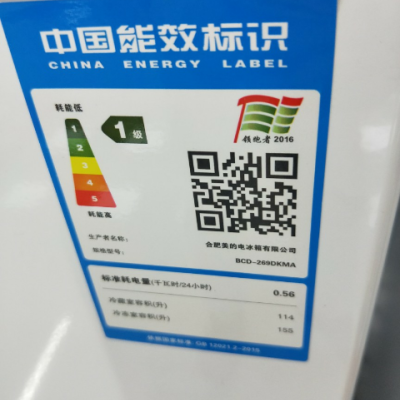 中国能效标识
CHINA ENERGY LABEL
耗能低
1
1级
2
3
4
5
耗能高
领跑者 2016
生产者名称：
合肥美的电冰箱有限公司
规格型号：
BCD-269DKMA
标准耗电量(千瓦时/24小时)
0.56
冷藏室容积(升)
114
冷冻室容积(升)
155
依据国家标准：GB 12021.2-2015